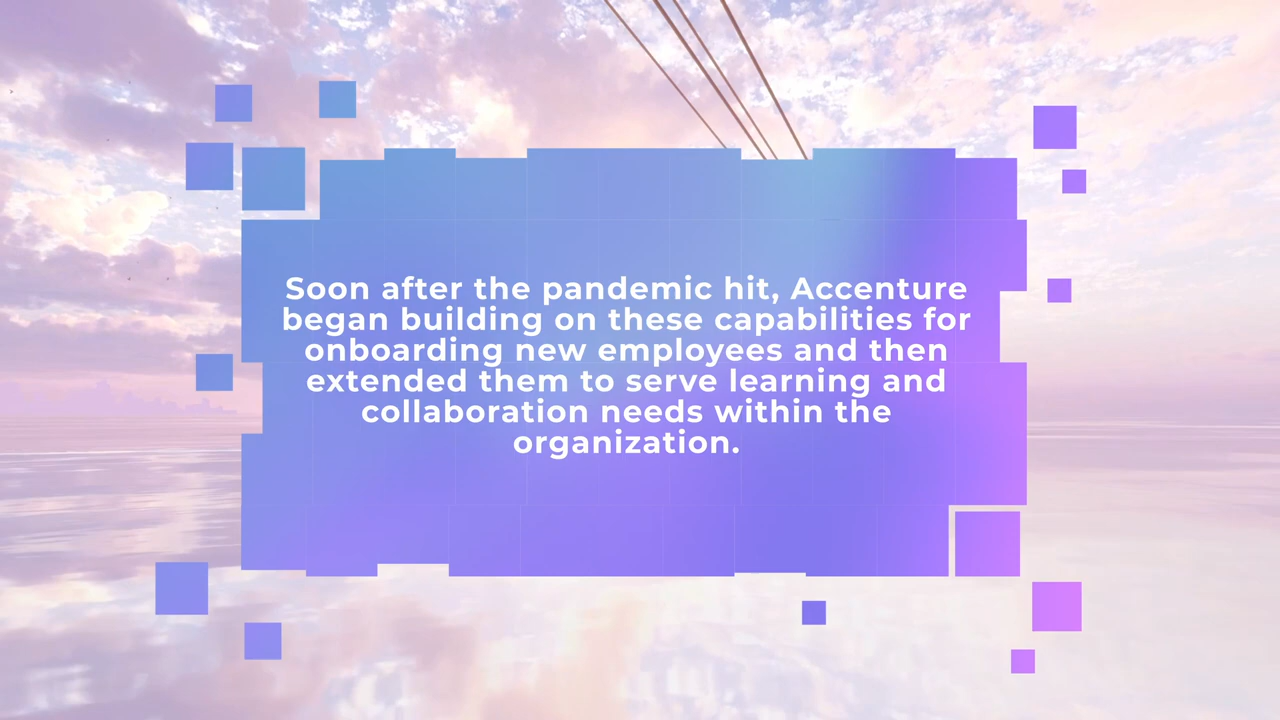 Soon after the pandemic hit, Accenture
began building on these capabilities for
onboarding new employees and then
extended them to serve learning and
collaboration needs within the
organization.